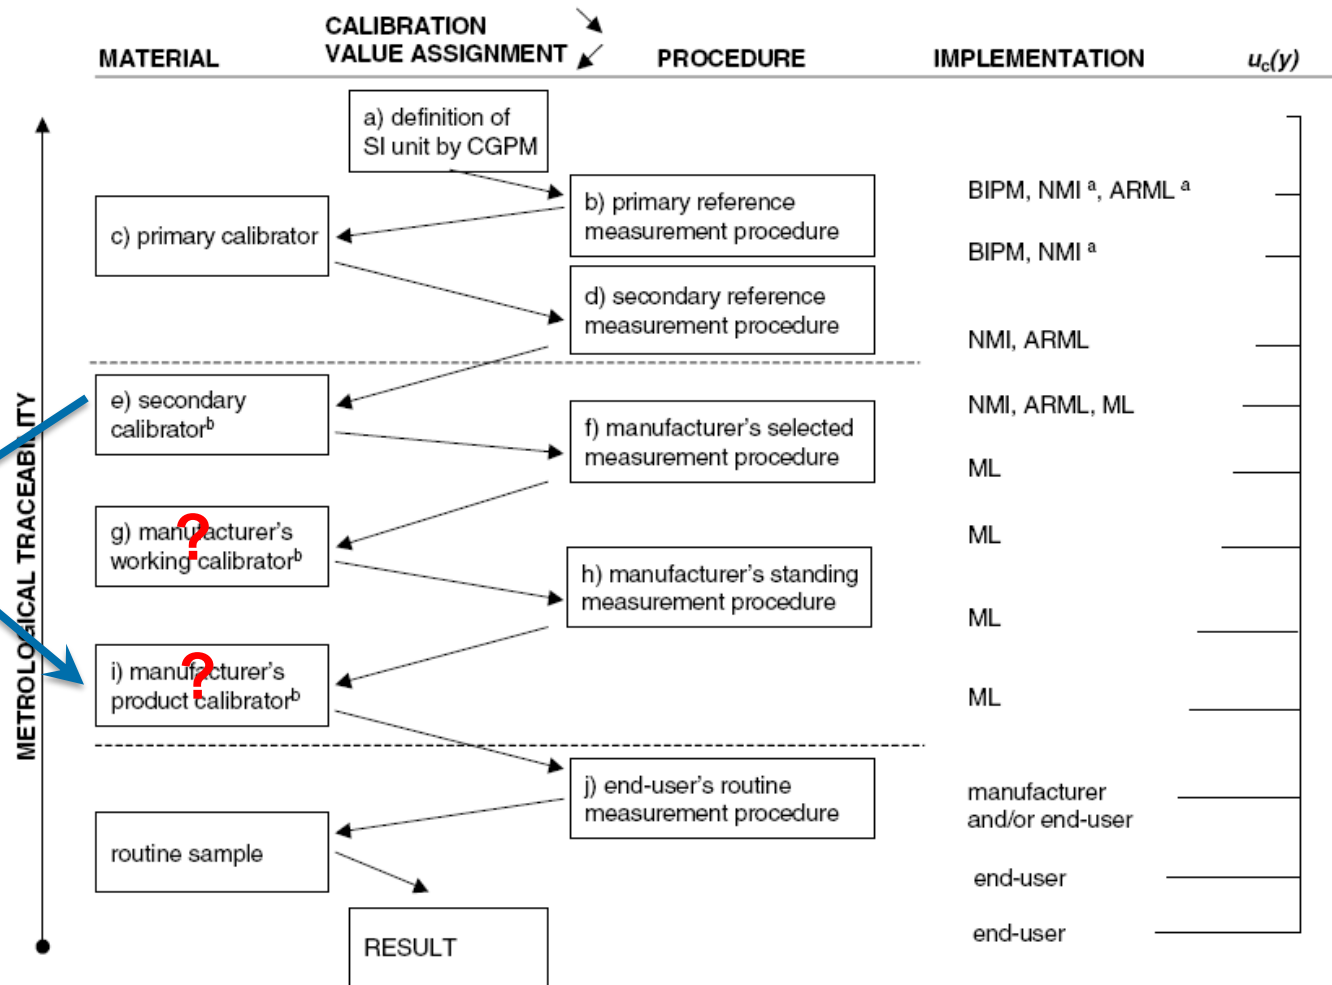 MATERIAL
CALIBRATION
VALUE ASSIGNMENT
PROCEDURE
IMPLEMENTATION
uc(y)
METROLOGICAL TRACEABILITY
a) definition of
SI unit by CGPM
b) primary reference
measurement procedure
BIPM, NMI a, ARML a
c) primary calibrator
BIPM, NMI a
d) secondary reference
measurement procedure
NMI, ARML
e) secondary
calibratorb
NMI, ARML, ML
f) manufacturer's selected
measurement procedure
ML
g) manufacturer's
working calibratorb
?
ML
h) manufacturer's standing
measurement procedure
ML
i) manufacturer's
product calibratorb
?
ML
j) end-user's routine
measurement procedure
manufacturer
and/or end-user
routine sample
end-user
RESULT
end-user